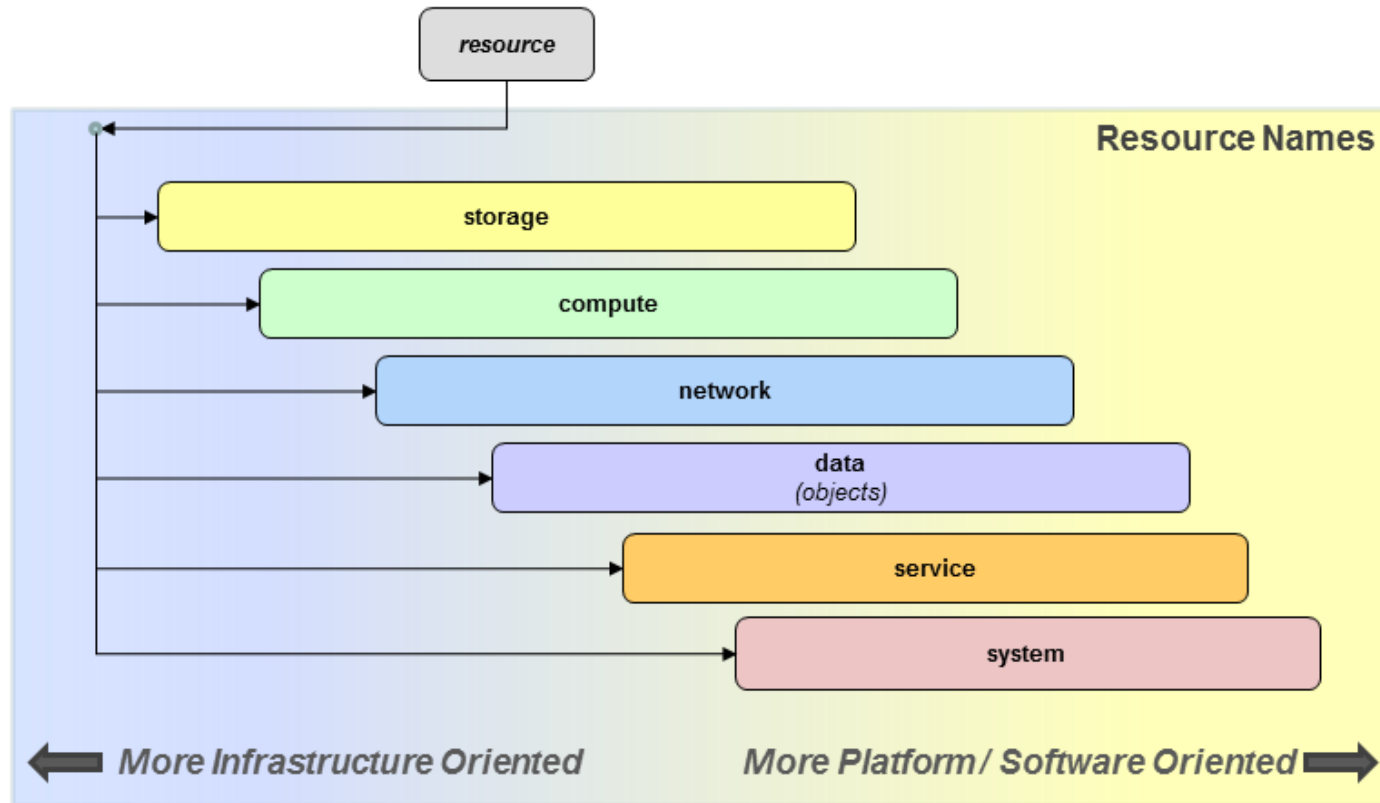 resource
Resource Names
storage
compute
network
data
(objects)
service
system
More Infrastructure Oriented
More Platform / Software Oriented